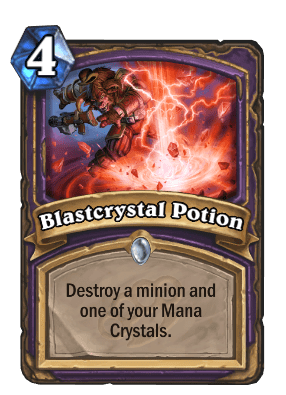 4
Blastcrystal Potion
Destroy a minion and
one of your Mana
Crystals.